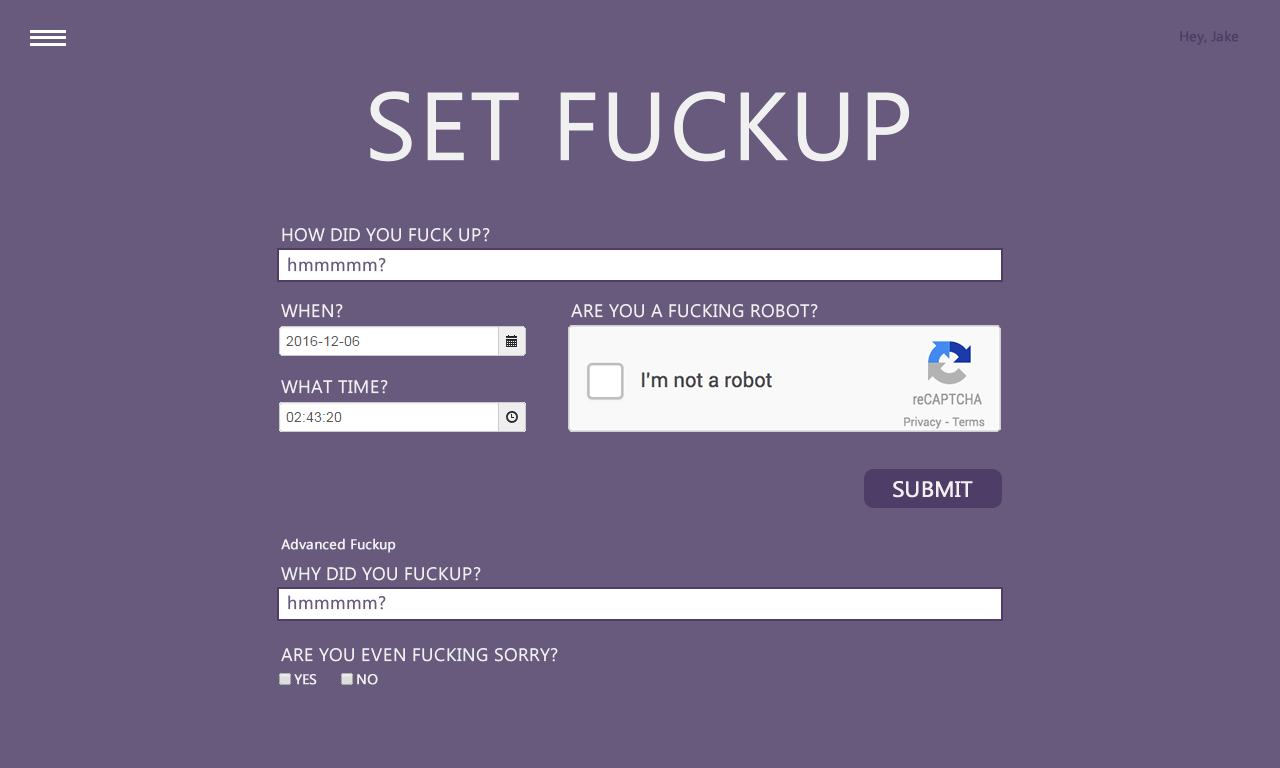 Hey, Jake
SET FUCKUP
HOW DID YOU FUCK UP?
hmmmmm?
WHEN?
2016-12-06
WHAT TIME?
02:43:20
ARE YOU A FUCKING ROBOT?
I'm not a robot
reCAPTCHA
Privacy - Terms
SUBMIT
Advanced Fuckup
WHY DID YOU FUCKUP?
hmmmmm?
ARE YOU EVEN FUCKING SORRY?
YES NO